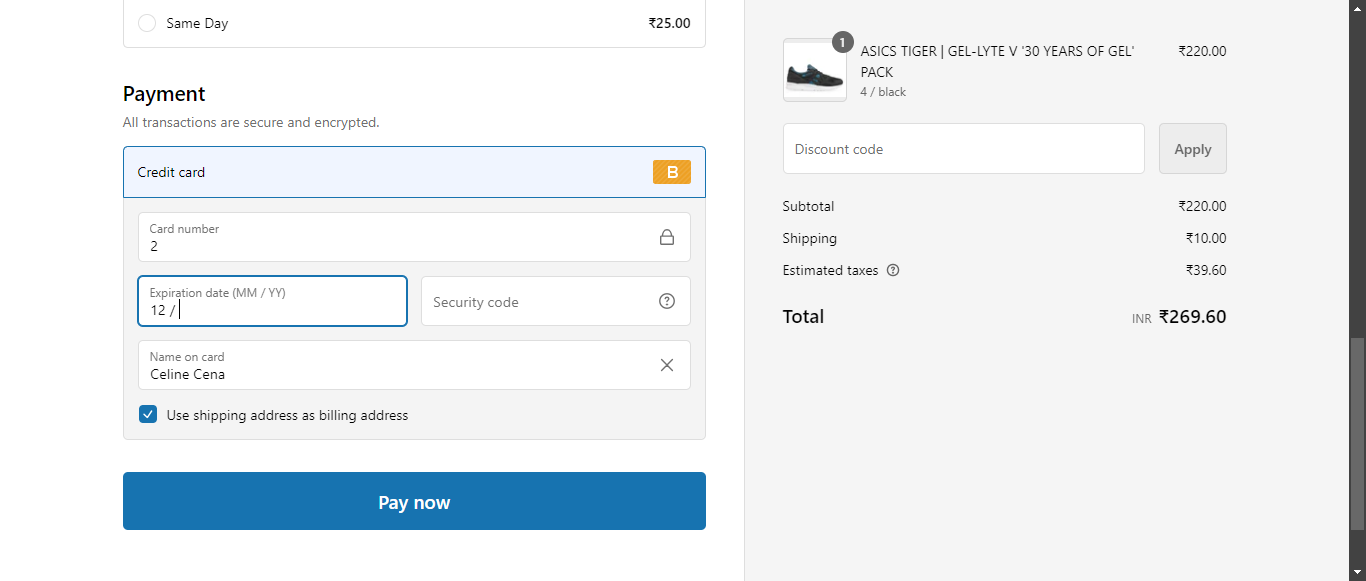 Same Day ₹25.00
Payment
All transactions are secure and encrypted.
Credit card B
Card number
2
Expiration date (MM / YY)
12 /
Security code
Name on card
Celine Cena
Use shipping address as billing address
Pay now
1
ASICS TIGER | GEL-LYTE V '30 YEARS OF GEL' ₹220.00
PACK
4 / black
Discount code Apply
Subtotal ₹220.00
Shipping ₹10.00
Estimated taxes ₹39.60
Total INR ₹269.60